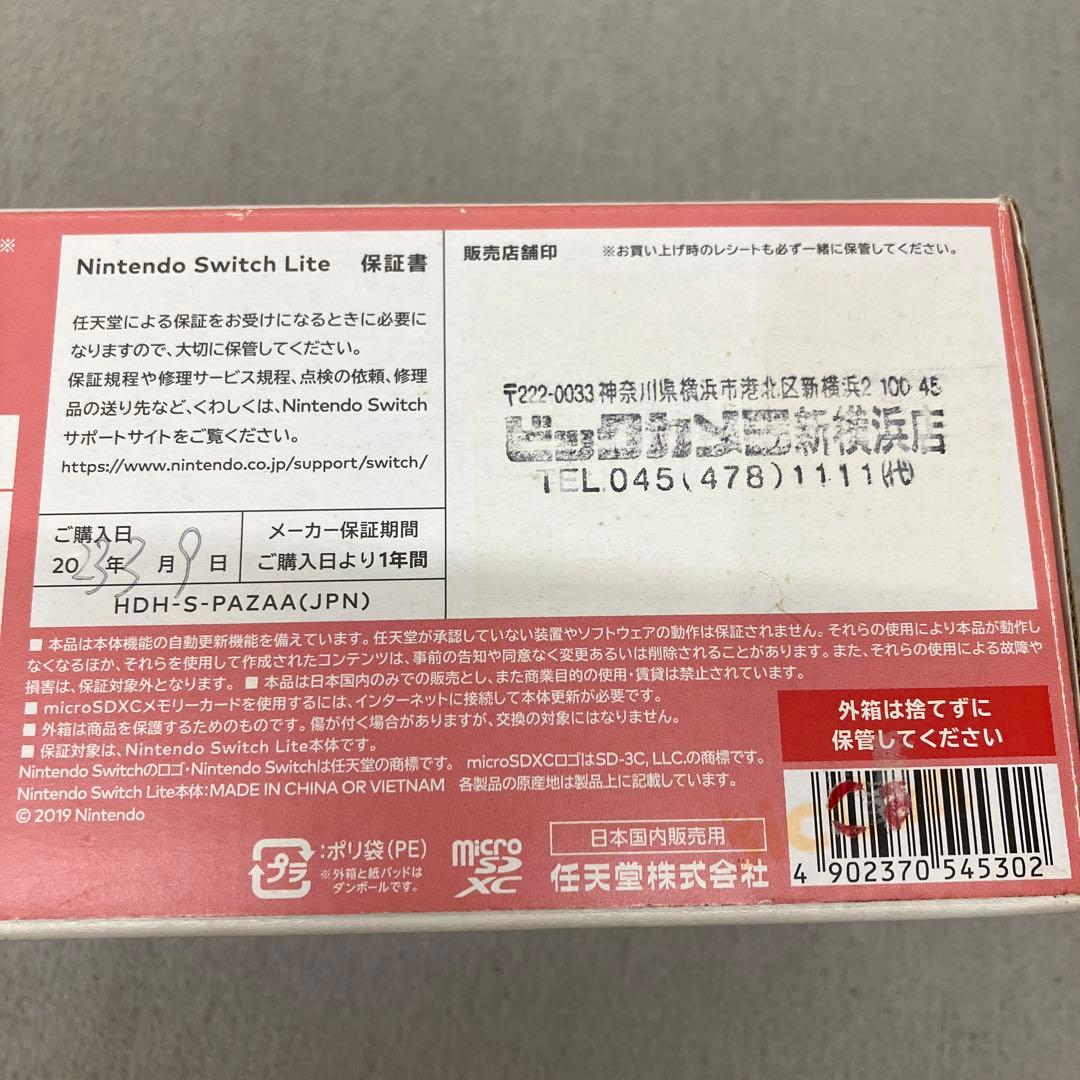 ※
Nintendo Switch Lite 保証書
任天堂による保証をお受けになるときに必要に
なりますので、大切に保管してください。
保証規程や修理サービス規程、点検の依頼、修理
品の送り先など、くわしくは、Nintendo Switch
サポートサイトをご覧ください。
https://www.nintendo.co.jp/support/switch/
ご購入日
2023年3月9日
メーカー保証期間
ご購入日より1年間
HDH-S-PAZAA(JPN)
販売店舗印 ※お買い上げ時のレシートも必ず一緒に保管してください。
〒222-0033 神奈川県横浜市港北区新横浜2 100-45
ビックカメラ新横浜店
TEL.045(478)1111(代)
■ 本品は本体機能の自動更新機能を備えています。任天堂が承認していない装置やソフトウェアの動作は保証されません。それらの使用により本品が動作し
なくなるほか、それらを使用して作成されたコンテンツは、事前の告知や同意なく変更あるいは削除されることがあります。また、それらの使用による故障や
損害は、保証対象外となります。 ■ 本品は日本国内のみでの販売とし、また商業目的の使用・賃貸は禁止されています。
■ microSDXCメモリーカードを使用するには、インターネットに接続して本体更新が必要です。
■ 外箱は商品を保護するためのものです。傷が付く場合がありますが、交換の対象にはなりません。
■ 保証対象は、Nintendo Switch Lite本体です。
Nintendo Switchのロゴ・Nintendo Switchは任天堂の商標です。 microSDXCロゴはSD-3C, LLC.の商標です。
Nintendo Switch Lite本体：MADE IN CHINA OR VIETNAM 各製品の原産地は製品上に記載しています。
© 2019 Nintendo
外箱は捨てずに
保管してください
プラ
：ポリ袋(PE)
※外箱と紙パッドは
ダンボールです。
micro
SD
XC
日本国内販売用
任天堂株式会社
4 902370 545302